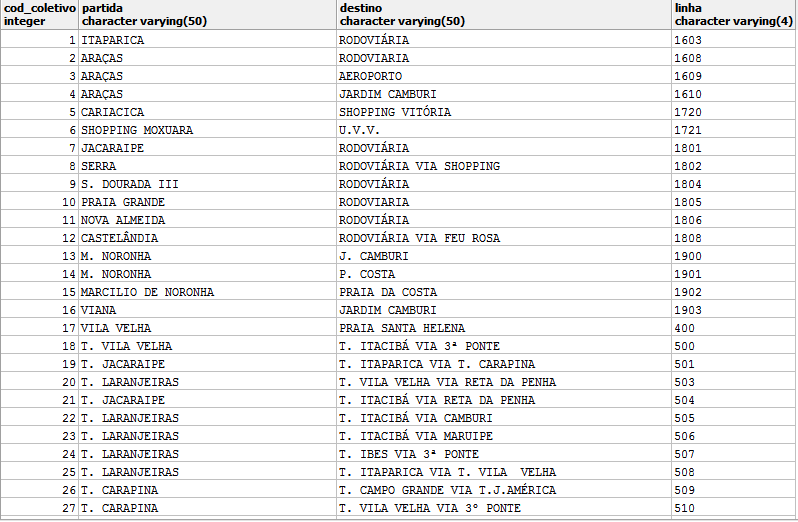 cod_coletivo partida destino linha
integer character varying(50) character varying(50) character varying(4)
1 ITAPARICA RODOVIÁRIA 1603
2 ARAÇAS RODOVIARIA 1608
3 ARAÇAS AEROPORTO 1609
4 ARAÇAS JARDIM CAMBURI 1610
5 CARIACICA SHOPPING VITÓRIA 1720
6 SHOPPING MOXUARA U.V.V. 1721
7 JACARAIPE RODOVIÁRIA 1801
8 SERRA RODOVIÁRIA VIA SHOPPING 1802
9 S. DOURADA III RODOVIÁRIA 1804
10 PRAIA GRANDE RODOVIARIA 1805
11 NOVA ALMEIDA RODOVIÁRIA 1806
12 CASTELÂNDIA RODOVIÁRIA VIA FEU ROSA 1808
13 M. NORONHA J. CAMBURI 1900
14 M. NORONHA P. COSTA 1901
15 MARCILIO DE NORONHA PRAIA DA COSTA 1902
16 VIANA JARDIM CAMBURI 1903
17 VILA VELHA PRAIA SANTA HELENA 400
18 T. VILA VELHA T. ITACIBÁ VIA 3ª PONTE 500
19 T. JACARAIPE T. ITAPARICA VIA T. CARAPINA 501
20 T. LARANJEIRAS T. VILA VELHA VIA RETA DA PENHA 503
21 T. JACARAIPE T. ITACIBÁ VIA RETA DA PENHA 504
22 T. LARANJEIRAS T. ITACIBÁ VIA CAMBURI 505
23 T. LARANJEIRAS T. ITACIBÁ VIA MARUIPE 506
24 T. LARANJEIRAS T. IBES VIA 3ª PONTE 507
25 T. LARANJEIRAS T. ITAPARICA VIA T. VILA  VELHA 508
26 T. CARAPINA T. CAMPO GRANDE VIA T.J.AMÉRICA 509
27 T. CARAPINA T. VILA VELHA VIA 3º PONTE 510